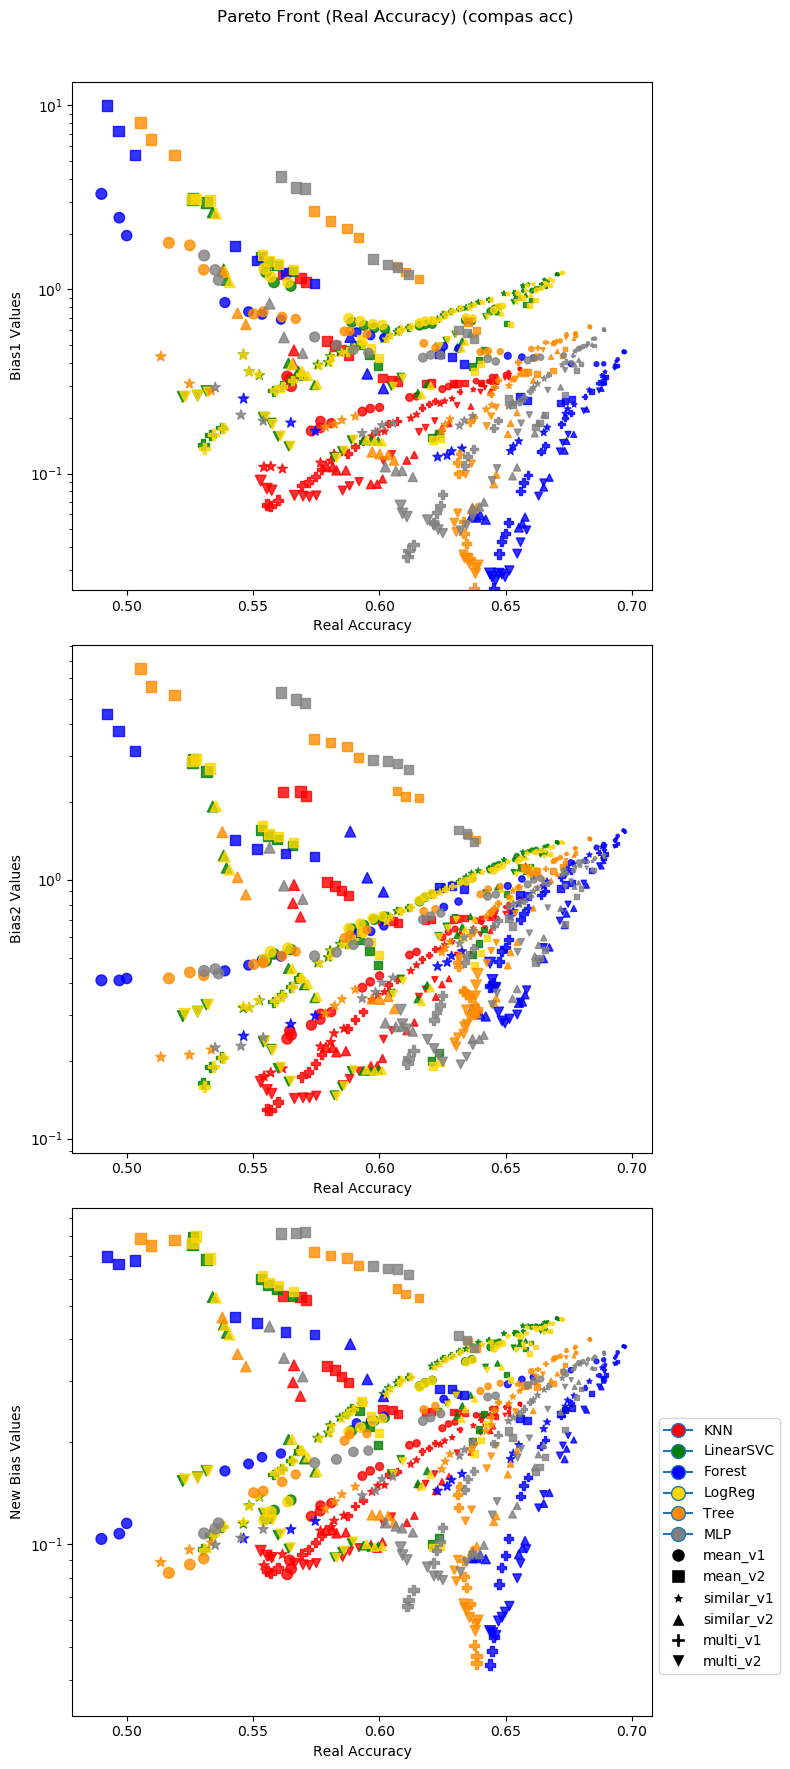 Pareto Front (Real Accuracy) (compas acc)
10¹
10⁰
10⁻¹
Bias1 Values
0.50 0.55 0.60 0.65 0.70
Real Accuracy
10⁰
10⁻¹
Bias2 Values
0.50 0.55 0.60 0.65 0.70
Real Accuracy
10⁻¹
New Bias Values
0.50 0.55 0.60 0.65 0.70
Real Accuracy
KNN
LinearSVC
Forest
LogReg
Tree
MLP
mean_v1
mean_v2
similar_v1
similar_v2
multi_v1
multi_v2